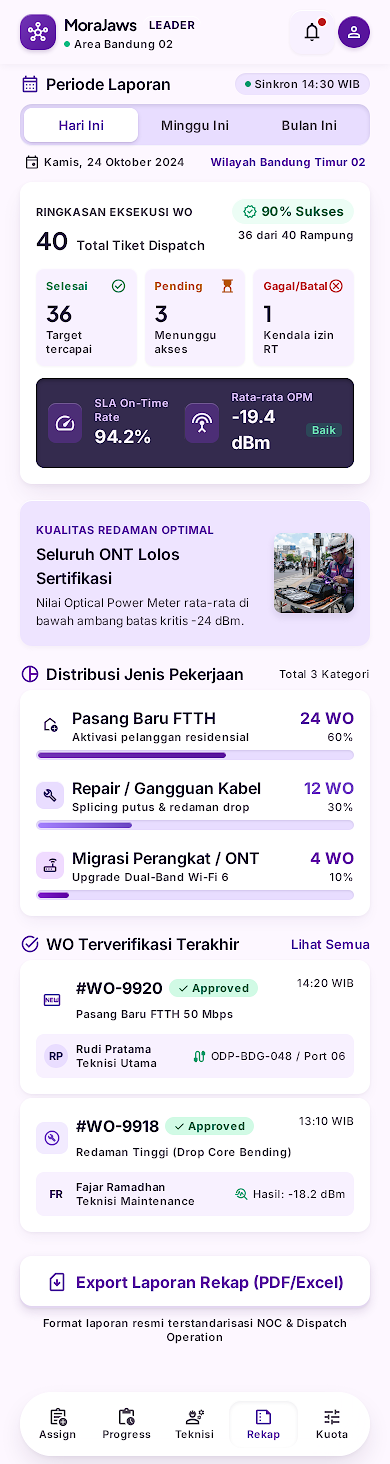 MoraJaws LEADER
Area Bandung 02
Periode Laporan
Sinkron 14:30 WIB
Hari Ini
Minggu Ini
Bulan Ini
Kamis, 24 Oktober 2024
Wilayah Bandung Timur 02
RINGKASAN EKSEKUSI WO
90% Sukses
40 Total Tiket Dispatch
36 dari 40 Rampung
Selesai
36
Target
tercapai
Pending
3
Menunggu
akses
Gagal/Batal
1
Kendala izin
RT
SLA On-Time
Rate
94.2%
Rata-rata OPM
-19.4
dBm
Baik
KUALITAS REDAMAN OPTIMAL
Seluruh ONT Lolos
Sertifikasi
Nilai Optical Power Meter rata-rata di
bawah ambang batas kritis -24 dBm.
Distribusi Jenis Pekerjaan
Total 3 Kategori
Pasang Baru FTTH
24 WO
Aktivasi pelanggan residensial
60%
Repair / Gangguan Kabel
12 WO
Splicing putus & redaman drop
30%
Migrasi Perangkat / ONT
4 WO
Upgrade Dual-Band Wi-Fi 6
10%
WO Terverifikasi Terakhir
Lihat Semua
NEW
#WO-9920
Approved
14:20 WIB
Pasang Baru FTTH 50 Mbps
RP
Rudi Pratama
Teknisi Utama
ODP-BDG-048 / Port 06
#WO-9918
Approved
13:10 WIB
Redaman Tinggi (Drop Core Bending)
FR
Fajar Ramadhan
Teknisi Maintenance
Hasil: -18.2 dBm
Export Laporan Rekap (PDF/Excel)
Format laporan resmi terstandarisasi NOC & Dispatch
Operation
Assign
Progress
Teknisi
Rekap
Kuota